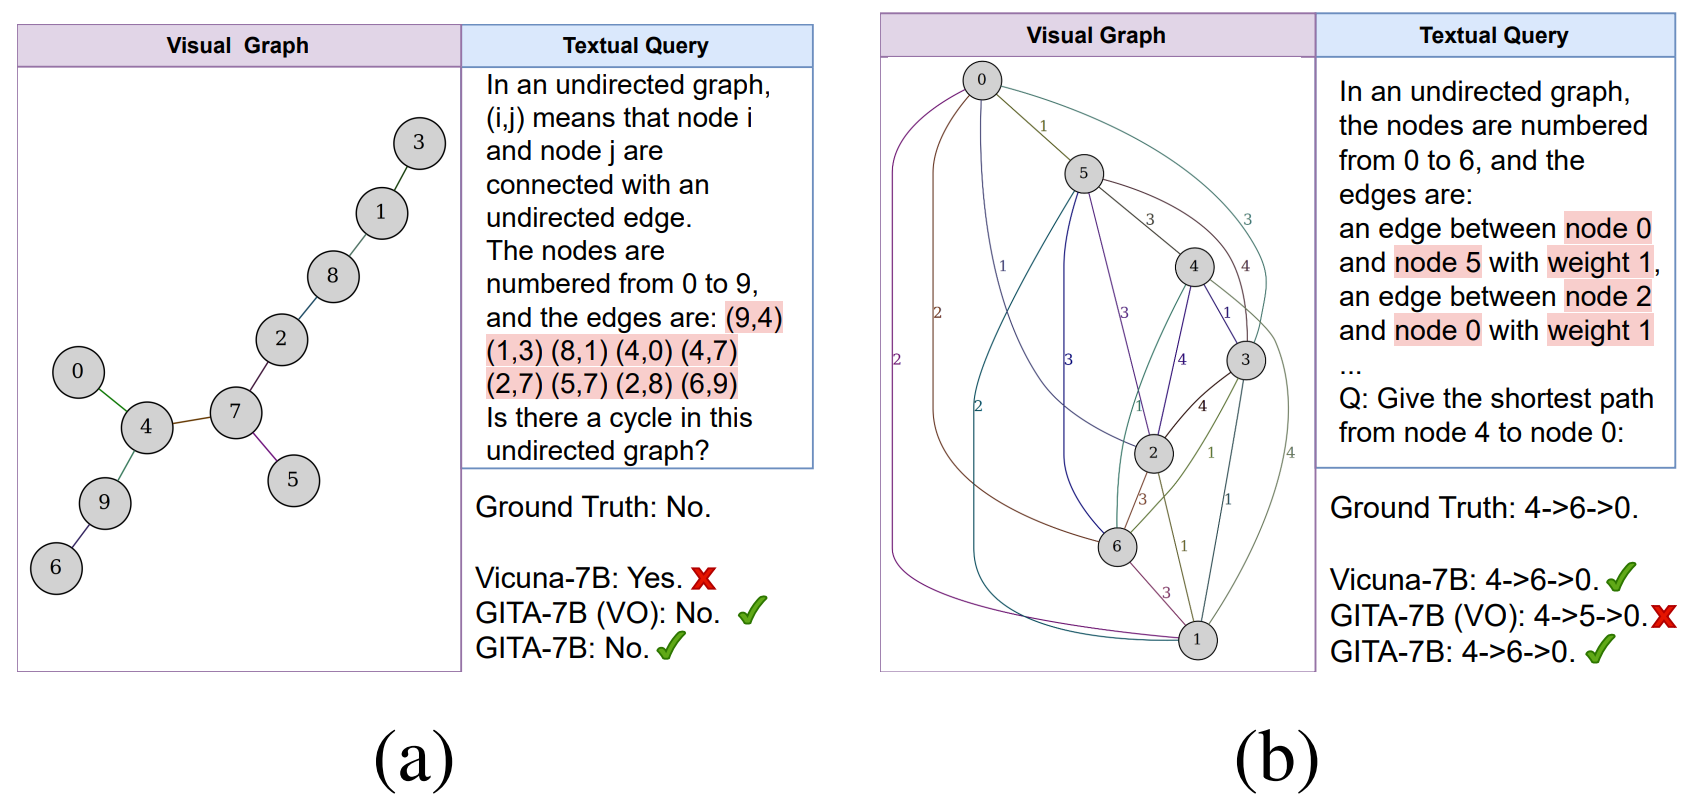 Visual Graph
Textual Query
3
1
8
2
0
7
4
5
9
6
In an undirected graph,
(i,j) means that node i
and node j are
connected with an
undirected edge.
The nodes are
numbered from 0 to 9,
and the edges are: (9,4)
(1,3) (8,1) (4,0) (4,7)
(2,7) (5,7) (2,8) (6,9)
Is there a cycle in this
undirected graph?
Ground Truth: No.
Vicuna-7B: Yes.
GITA-7B (VO): No.
GITA-7B: No.
(a)
Visual Graph
Textual Query
0
1
5
3
3
4
1
4
2
3
1
3
2
3
4
2
1
4
2
1
4
3
1
6
1
3
1
In an undirected graph,
the nodes are numbered
from 0 to 6, and the
edges are:
an edge between node 0
and node 5 with weight 1,
an edge between node 2
and node 0 with weight 1
...
Q: Give the shortest path
from node 4 to node 0:
Ground Truth: 4->6->0.
Vicuna-7B: 4->6->0.
GITA-7B (VO): 4->5->0.
GITA-7B: 4->6->0.
(b)